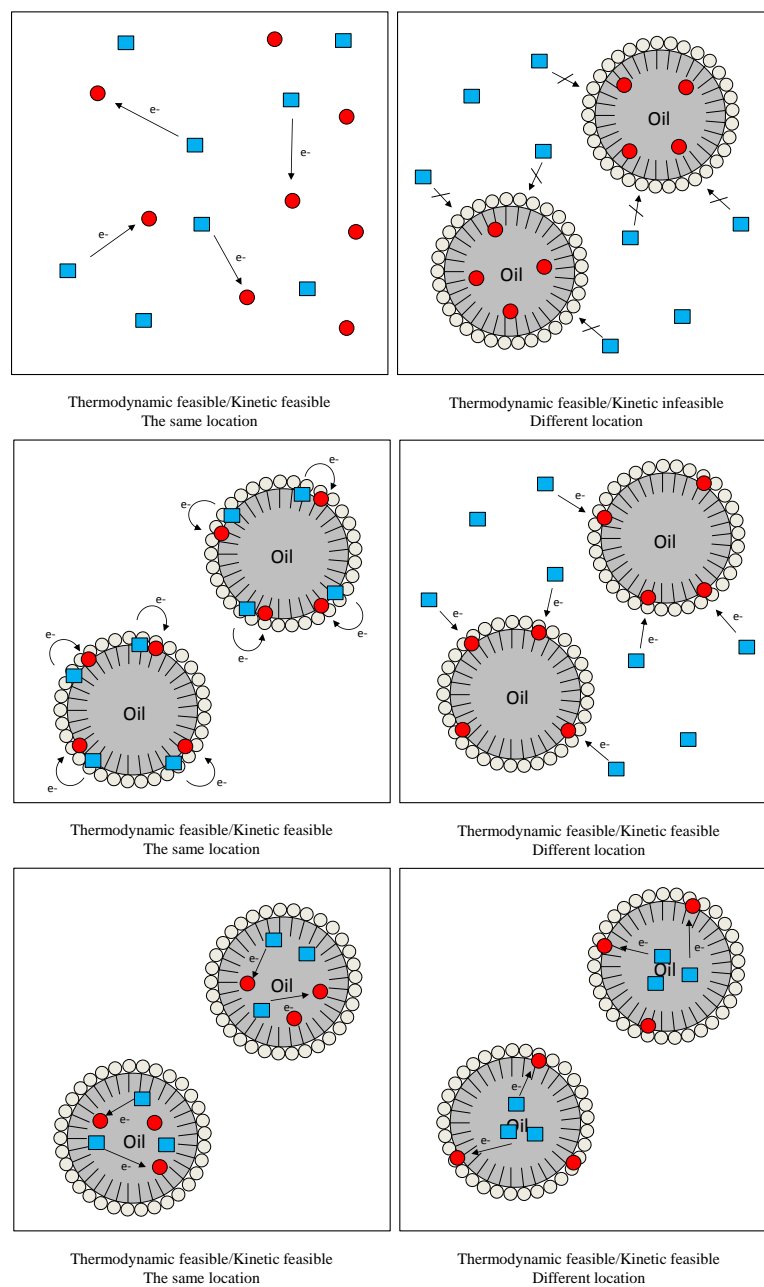 e-
e-
e-
e-
Thermodynamic feasible/Kinetic feasible
The same location
Oil
Oil
Thermodynamic feasible/Kinetic infeasible
Different location
e-
e-
Oil
e-
e-
e-
e-
Oil
e-
e-
Thermodynamic feasible/Kinetic feasible
The same location
e-
Oil
e-
e-
e-
e-
Oil
e-
Thermodynamic feasible/Kinetic feasible
Different location
e-
Oil
e-
e-
Oil
e-
Thermodynamic feasible/Kinetic feasible
The same location
e-
e-
Oil
e-
Oil
e-
Thermodynamic feasible/Kinetic feasible
Different location